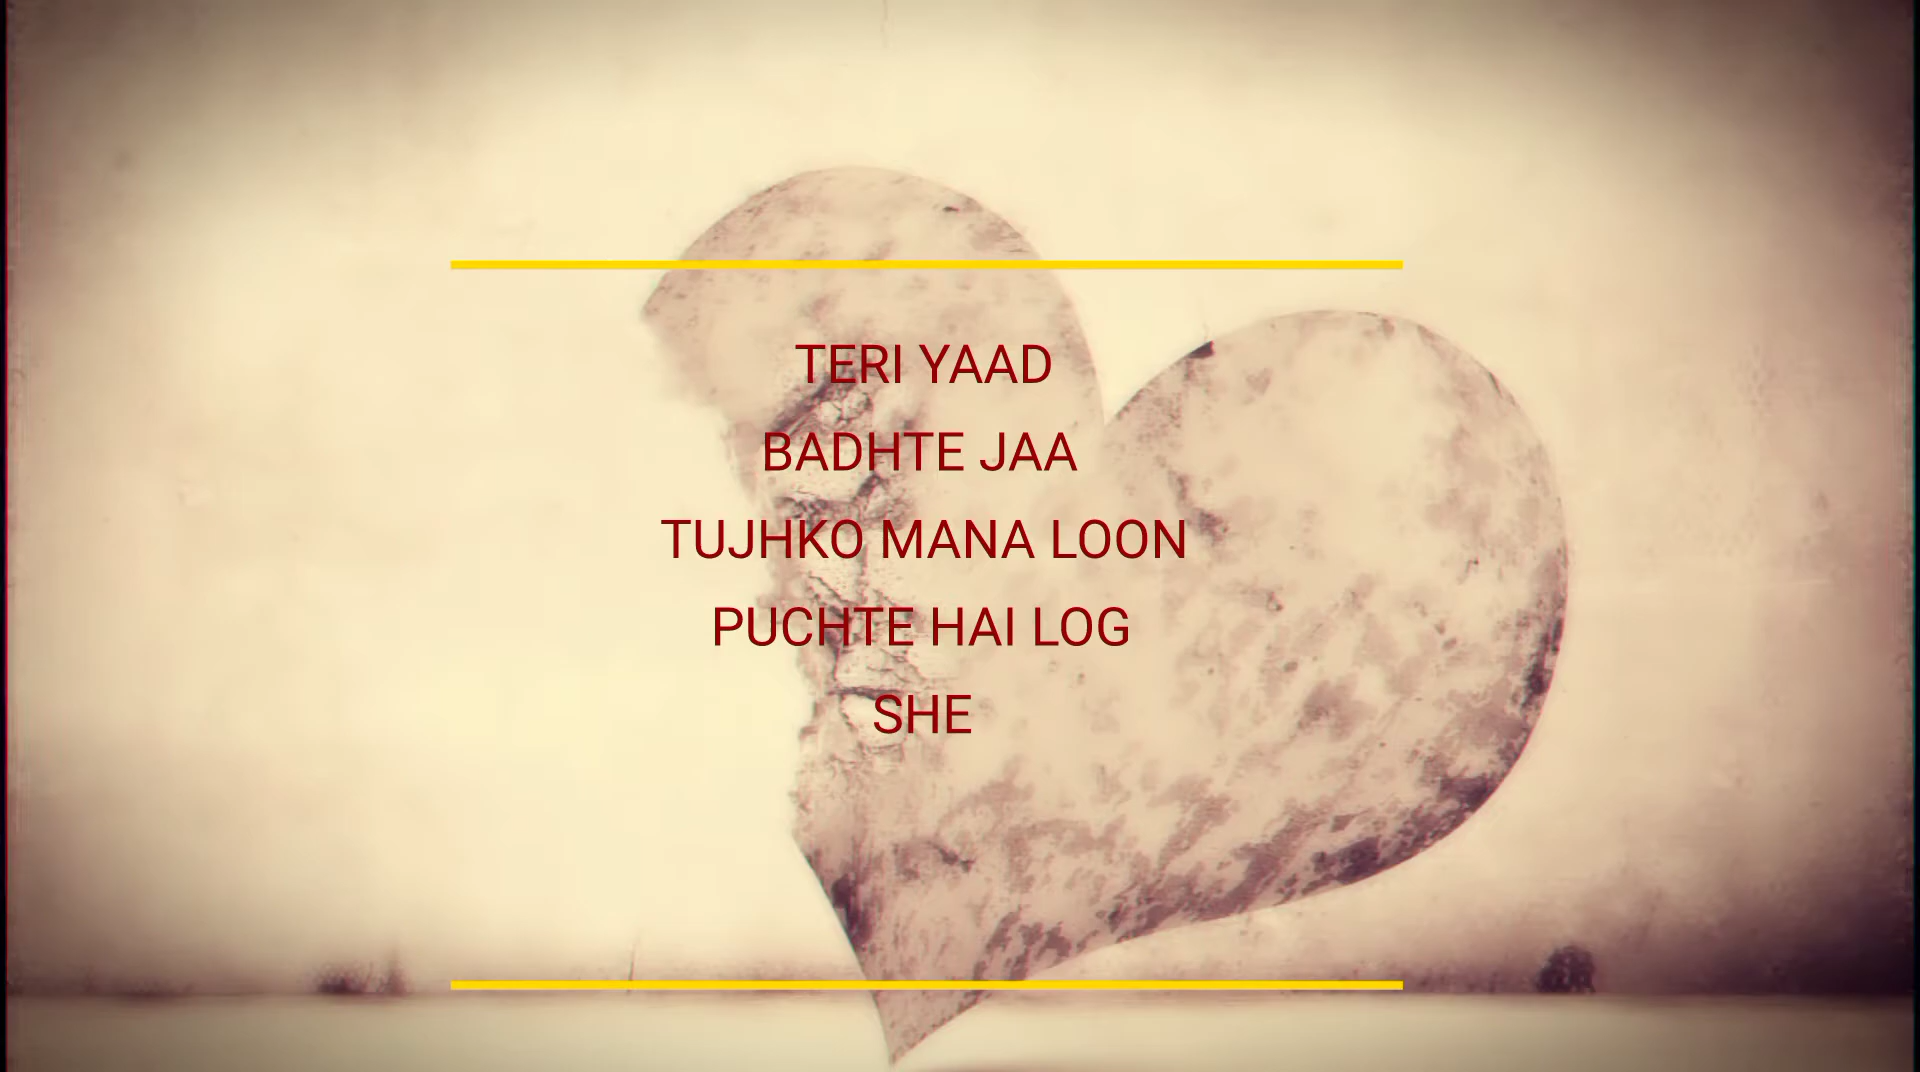 TERI YAAD
BADHTE JAA
TUJHKO MANA LOON
PUCHTE HAI LOG
SHE